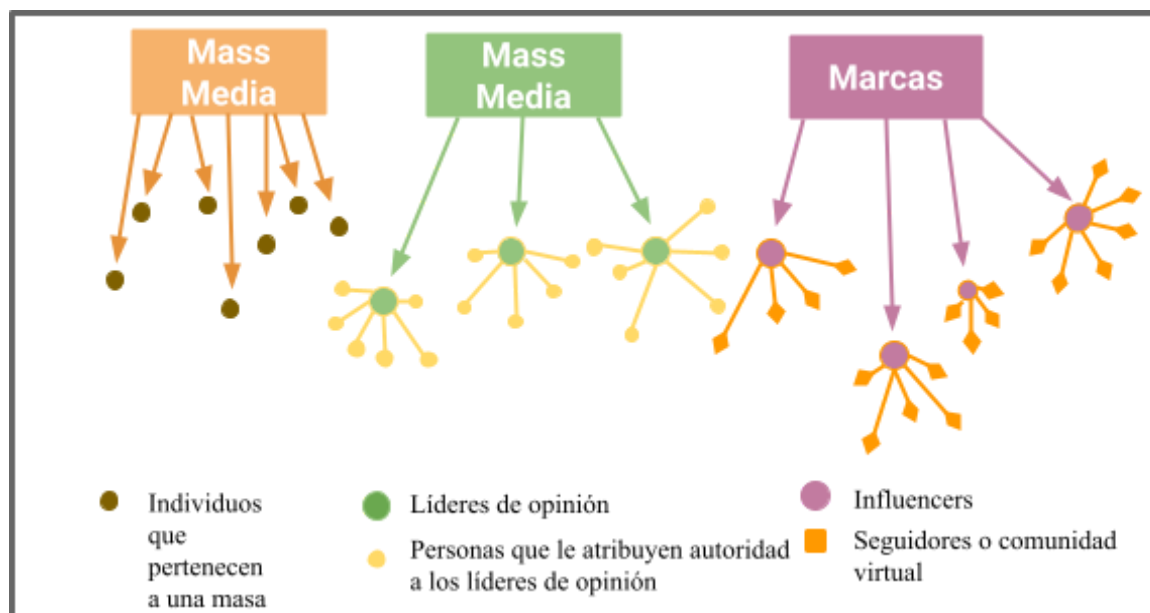 Mass
Media
Mass
Media
Marcas
Individuos
que
pertenecen
a una masa
Líderes de opinión
Personas que le atribuyen autoridad
a los líderes de opinión
Influencers
Seguidores o comunidad
virtual